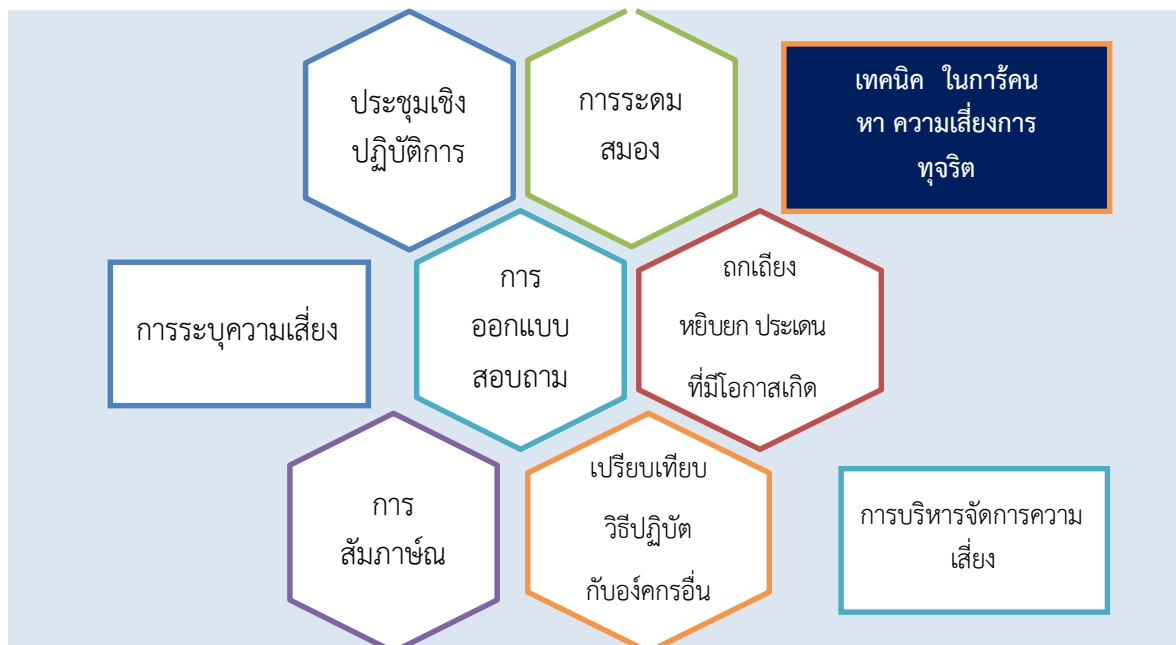 ประชุมเชิง
ปฏิบัติการ
การระดม
สมอง
เทคนิค ในการ้คน
หา ความเสี่ยงการ
ทุจริต
การระบุความเสี่ยง
การ
ออกแบบ
สอบถาม
ถกเถียง
หยิบยก ประเดน
ที่มีโอกาสเกิด
การ
สัมภาษ์ณ
เปรียบเทียบ
วิธีปฏิบัต
กับอง์คกรอื่น
การบริหารจัดการความ
เสี่ยง